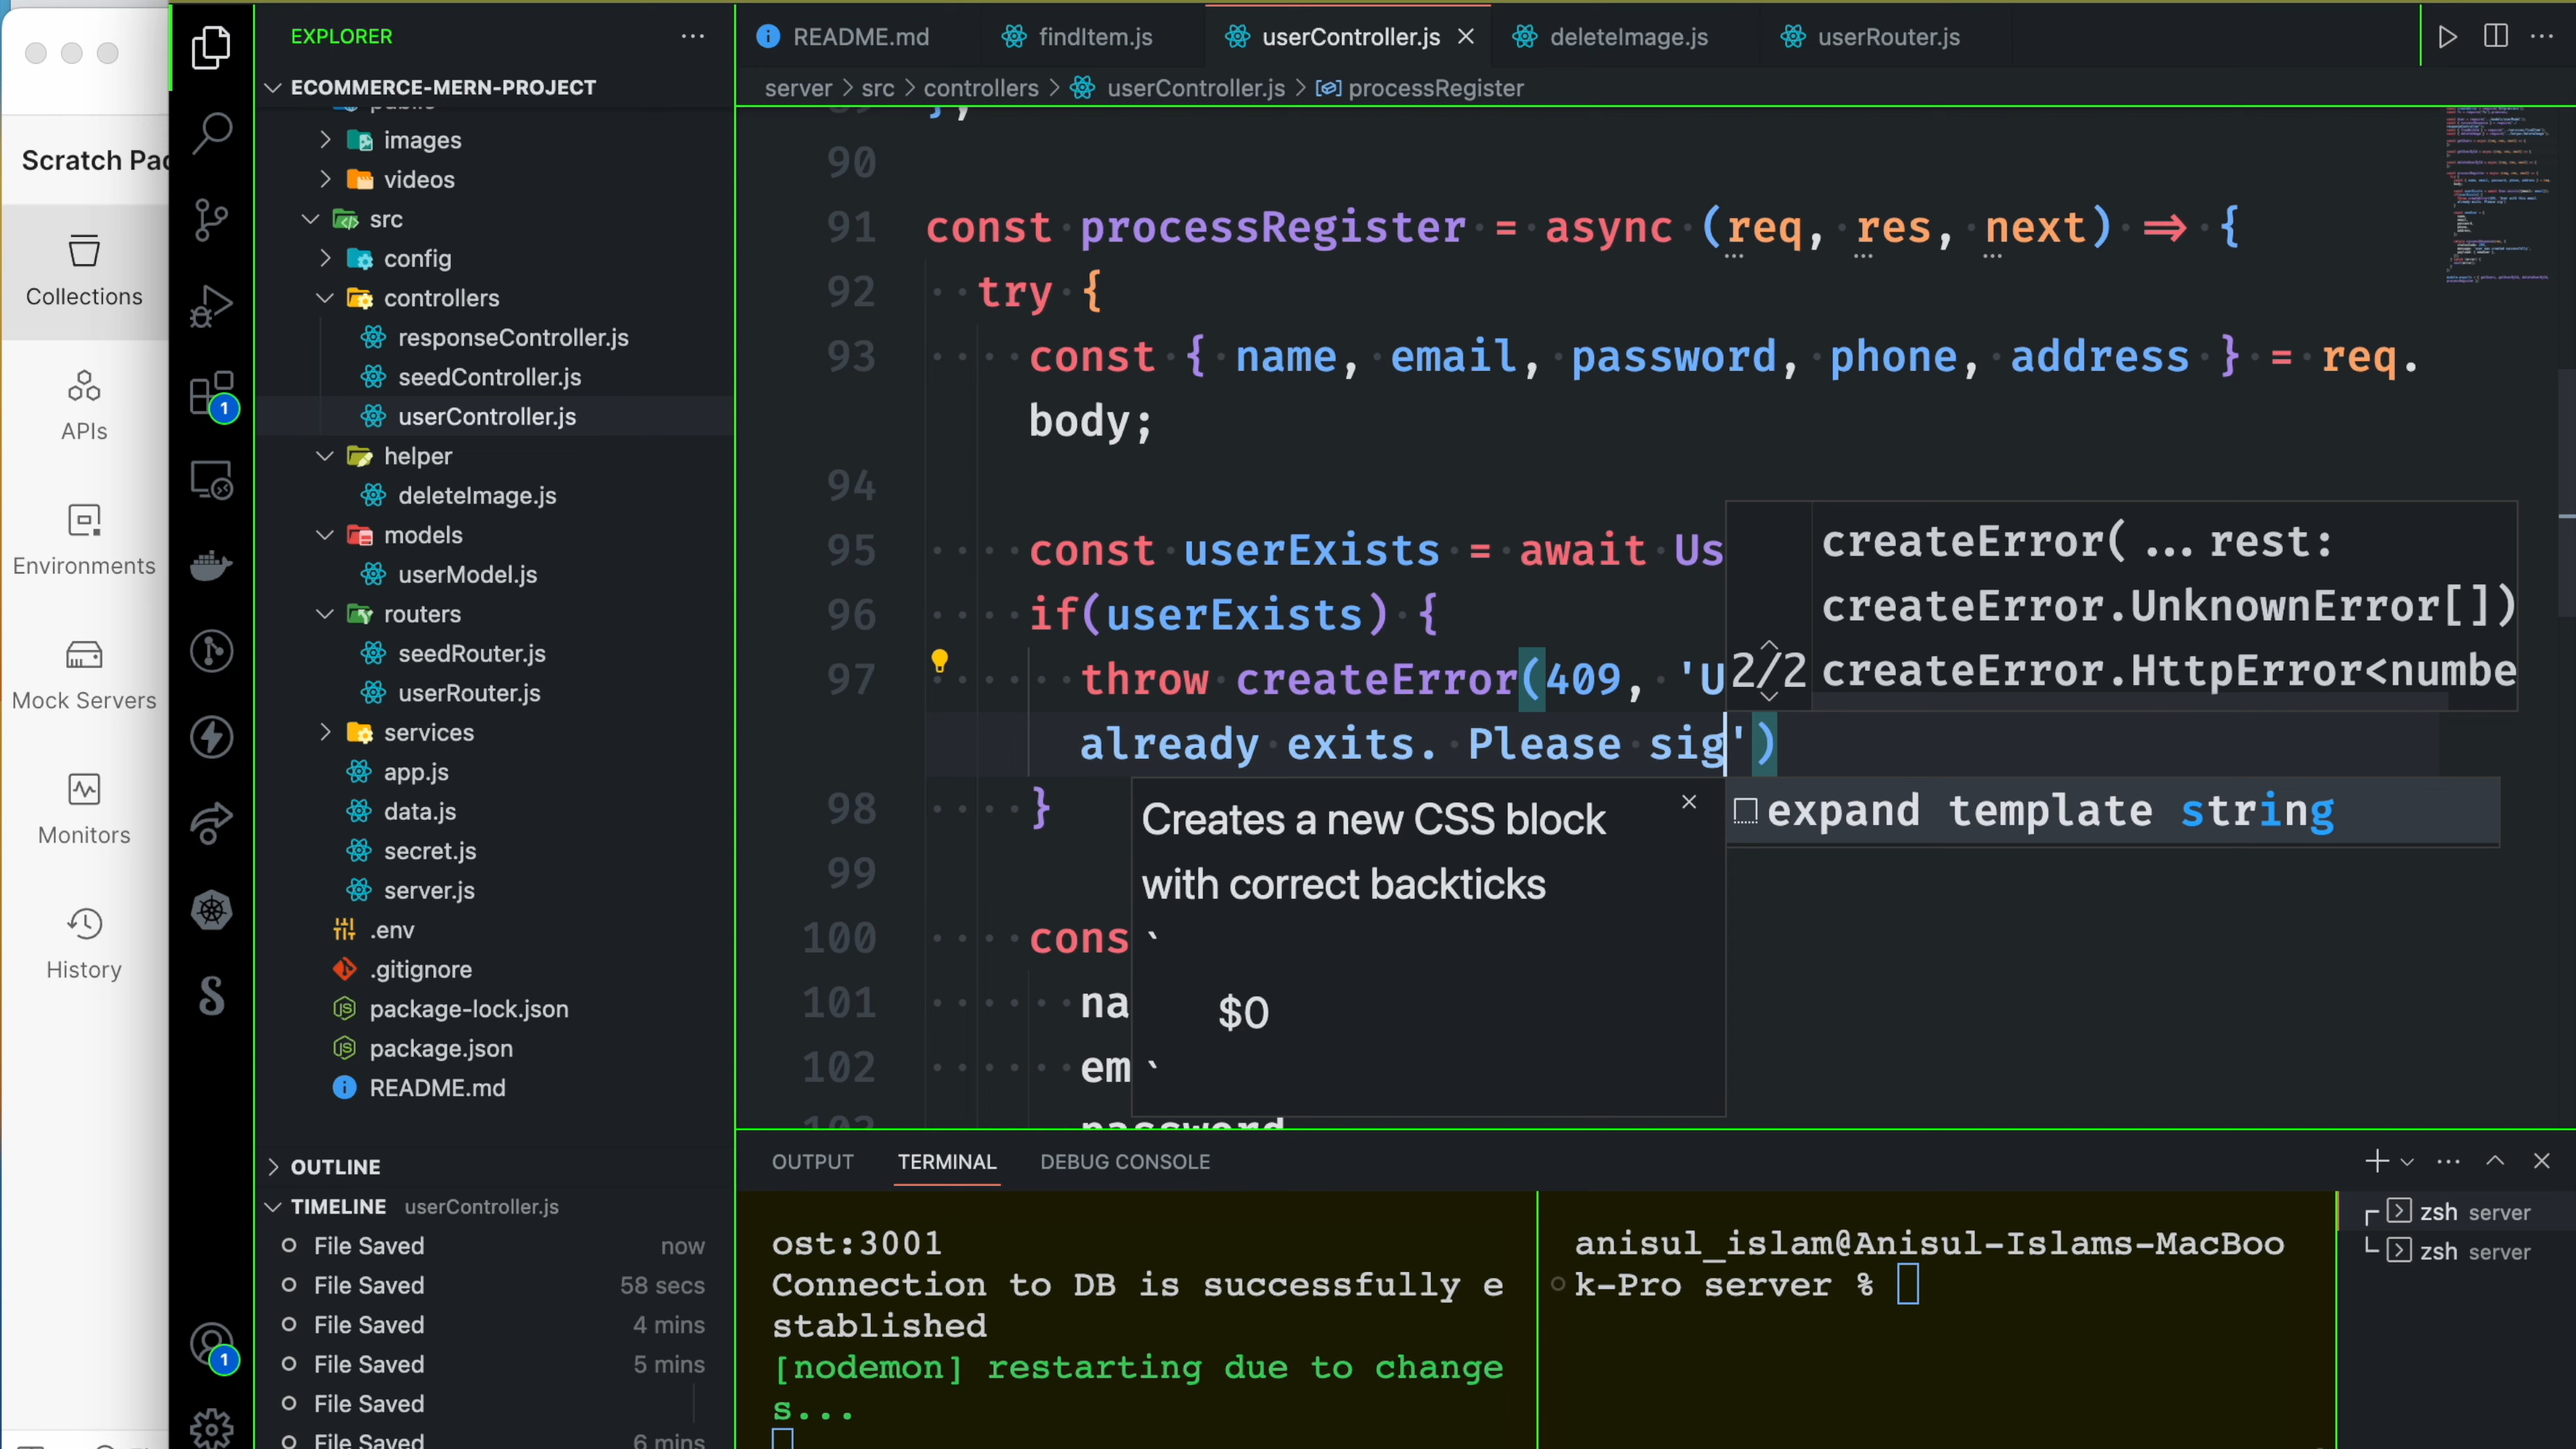 Scratch Pa
Collections
APIs
Environments
Mock Servers
Monitors
History
1
1
EXPLORER
ECOMMERCE-MERN-PROJECT
images
videos
src
config
controllers
responseController.js
seedController.js
userController.js
helper
deleteImage.js
models
userModel.js
routers
seedRouter.js
userRouter.js
services
app.js
data.js
secret.js
server.js
.env
.gitignore
package-lock.json
package.json
README.md
OUTLINE
TIMELINE userController.js
File Saved now
File Saved 58 secs
File Saved 4 mins
File Saved 5 mins
File Saved
File Saved 6 mins
README.md findItem.js userController.js deleteImage.js userRouter.js
server > src > controllers > userController.js > processRegister
90
91 const processRegister = async (req, res, next) => {
92 try {
93 const { name, email, password, phone, address } = req.
body;
94
95 const userExists = await Us
96 if(userExists) {
97 throw createError(409, 'U
already exits. Please sig')
98 }
99
100 cons
101 na
102 em
103 password
createError( ... rest:
createError.UnknownError[])
2/2 createError.HttpError<numbe
expand template string
Creates a new CSS block
with correct backticks
`
$0
`
OUTPUT TERMINAL DEBUG CONSOLE
ost:3001
Connection to DB is successfully e
stablished
[nodemon] restarting due to change
s...
anisul_islam@Anisul-Islams-MacBoo
k-Pro server %
zsh server
zsh server